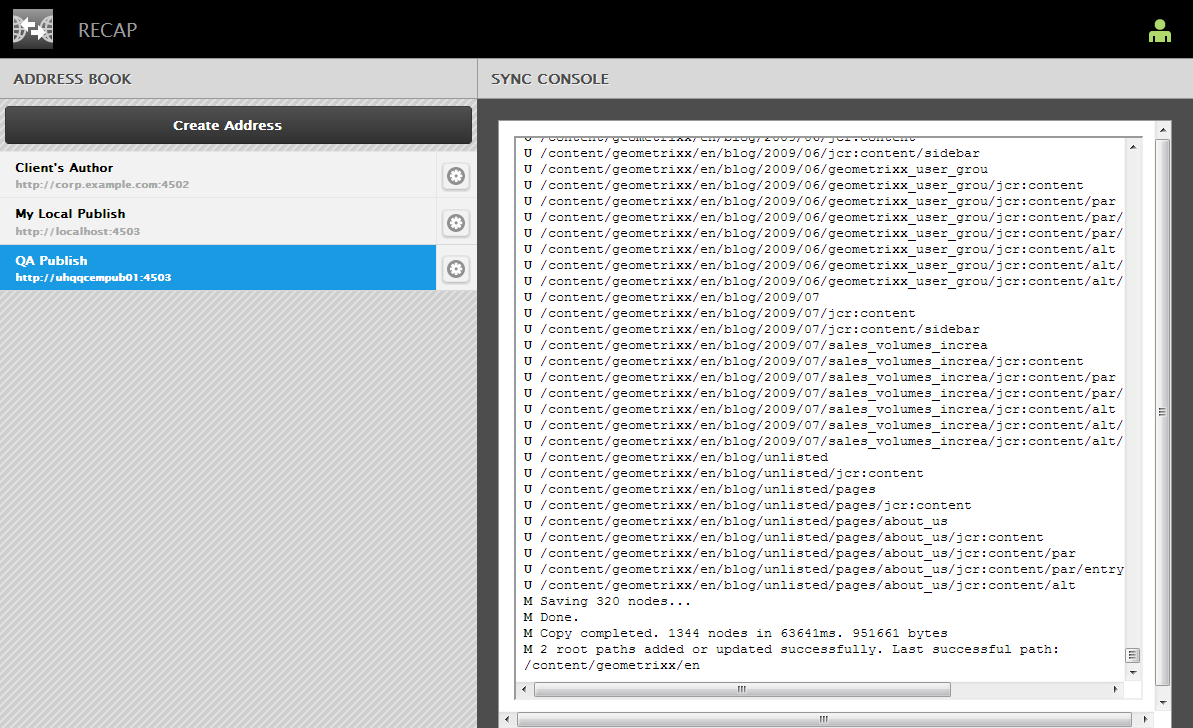 RECAP
ADDRESS BOOK
Create Address
Client's Author
http://corp.example.com:4502
My Local Publish
http://localhost:4503
QA Publish
http://uhqqcempub01:4503
SYNC CONSOLE
U /content/geometrixx/en/blog/2009/06/jcr:content
U /content/geometrixx/en/blog/2009/06/jcr:content/sidebar
U /content/geometrixx/en/blog/2009/06/geometrixx_user_grou
U /content/geometrixx/en/blog/2009/06/geometrixx_user_grou/jcr:content
U /content/geometrixx/en/blog/2009/06/geometrixx_user_grou/jcr:content/par
U /content/geometrixx/en/blog/2009/06/geometrixx_user_grou/jcr:content/par/
U /content/geometrixx/en/blog/2009/06/geometrixx_user_grou/jcr:content/par/
U /content/geometrixx/en/blog/2009/06/geometrixx_user_grou/jcr:content/alt
U /content/geometrixx/en/blog/2009/06/geometrixx_user_grou/jcr:content/alt/
U /content/geometrixx/en/blog/2009/06/geometrixx_user_grou/jcr:content/alt/
U /content/geometrixx/en/blog/2009/07
U /content/geometrixx/en/blog/2009/07/jcr:content
U /content/geometrixx/en/blog/2009/07/jcr:content/sidebar
U /content/geometrixx/en/blog/2009/07/sales_volumes_increa
U /content/geometrixx/en/blog/2009/07/sales_volumes_increa/jcr:content
U /content/geometrixx/en/blog/2009/07/sales_volumes_increa/jcr:content/par
U /content/geometrixx/en/blog/2009/07/sales_volumes_increa/jcr:content/par/
U /content/geometrixx/en/blog/2009/07/sales_volumes_increa/jcr:content/alt
U /content/geometrixx/en/blog/2009/07/sales_volumes_increa/jcr:content/alt/
U /content/geometrixx/en/blog/2009/07/sales_volumes_increa/jcr:content/alt/
U /content/geometrixx/en/blog/unlisted
U /content/geometrixx/en/blog/unlisted/jcr:content
U /content/geometrixx/en/blog/unlisted/pages
U /content/geometrixx/en/blog/unlisted/pages/jcr:content
U /content/geometrixx/en/blog/unlisted/pages/about_us
U /content/geometrixx/en/blog/unlisted/pages/about_us/jcr:content
U /content/geometrixx/en/blog/unlisted/pages/about_us/jcr:content/par
U /content/geometrixx/en/blog/unlisted/pages/about_us/jcr:content/par/entry
U /content/geometrixx/en/blog/unlisted/pages/about_us/jcr:content/alt
M Saving 320 nodes...
M Done.
M Copy completed. 1344 nodes in 63641ms. 951661 bytes
M 2 root paths added or updated successfully. Last successful path:
/content/geometrixx/en